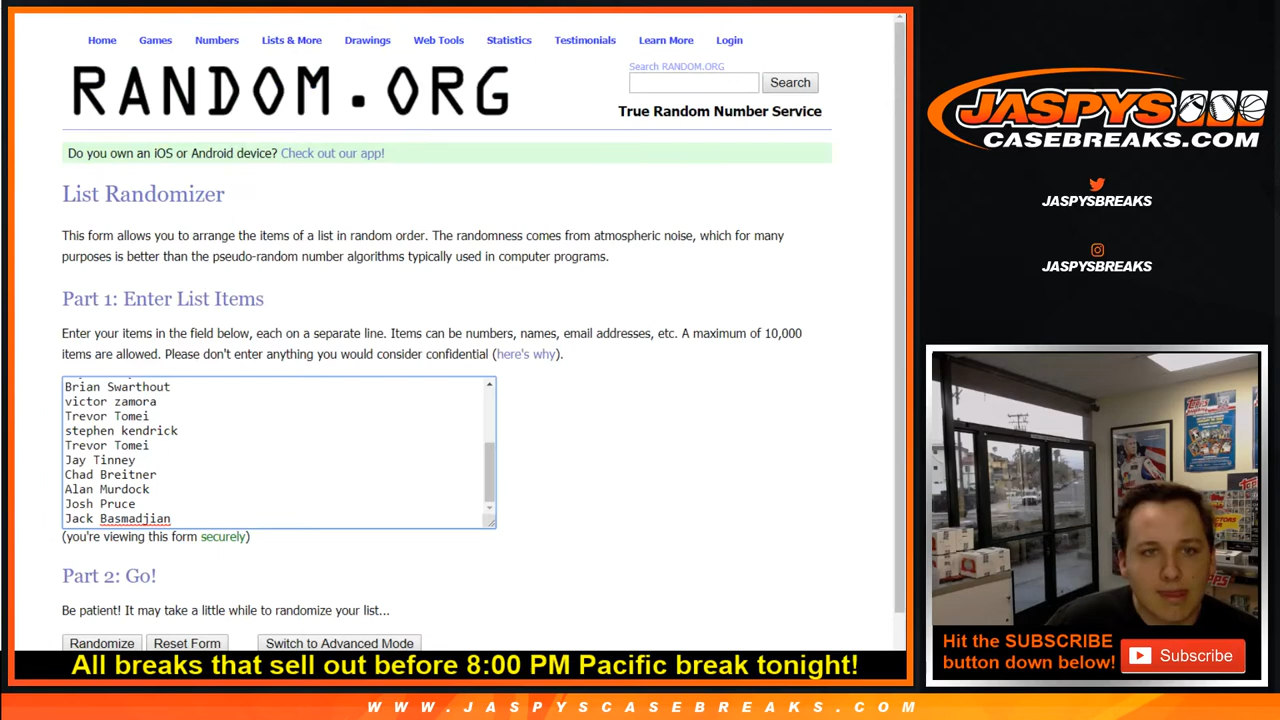 Home Games Numbers Lists & More Drawings Web Tools Statistics Testimonials Learn More Login
RANDOM.ORG
Search RANDOM.ORG
Search
True Random Number Service
Do you own an iOS or Android device? Check out our app!
List Randomizer
This form allows you to arrange the items of a list in random order. The randomness comes from atmospheric noise, which for many
purposes is better than the pseudo-random number algorithms typically used in computer programs.
Part 1: Enter List Items
Enter your items in the field below, each on a separate line. Items can be numbers, names, email addresses, etc. A maximum of 10,000
items are allowed. Please don't enter anything you would consider confidential (here's why).
Brian Swarthout
victor zamora
Trevor Tomei
stephen kendrick
Trevor Tomei
Jay Tinney
Chad Breitner
Alan Murdock
Josh Pruce
Jack Basmadjian
(you're viewing this form securely)
Part 2: Go!
Be patient! It may take a little while to randomize your list...
Randomize Reset Form Switch to Advanced Mode
All breaks that sell out before 8:00 PM Pacific break tonight!
WWW.JASPYSCASEBREAKS.COM
JASPYS
CASEBREAKS.COM
JASPYSBREAKS
JASPYSBREAKS
Topps
Hit the SUBSCRIBE
button down below!
Subscribe